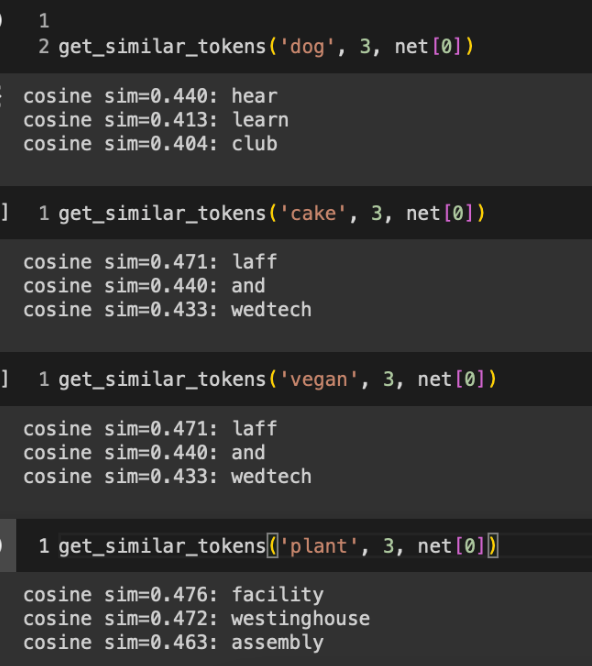 1
2 get_similar_tokens('dog', 3, net[0])
cosine sim=0.440: hear
cosine sim=0.413: learn
cosine sim=0.404: club
] 1 get_similar_tokens('cake', 3, net[0])
cosine sim=0.471: laff
cosine sim=0.440: and
cosine sim=0.433: wedtech
] 1 get_similar_tokens('vegan', 3, net[0])
cosine sim=0.471: laff
cosine sim=0.440: and
cosine sim=0.433: wedtech
1 get_similar_tokens('plant', 3, net[0])
cosine sim=0.476: facility
cosine sim=0.472: westinghouse
cosine sim=0.463: assembly